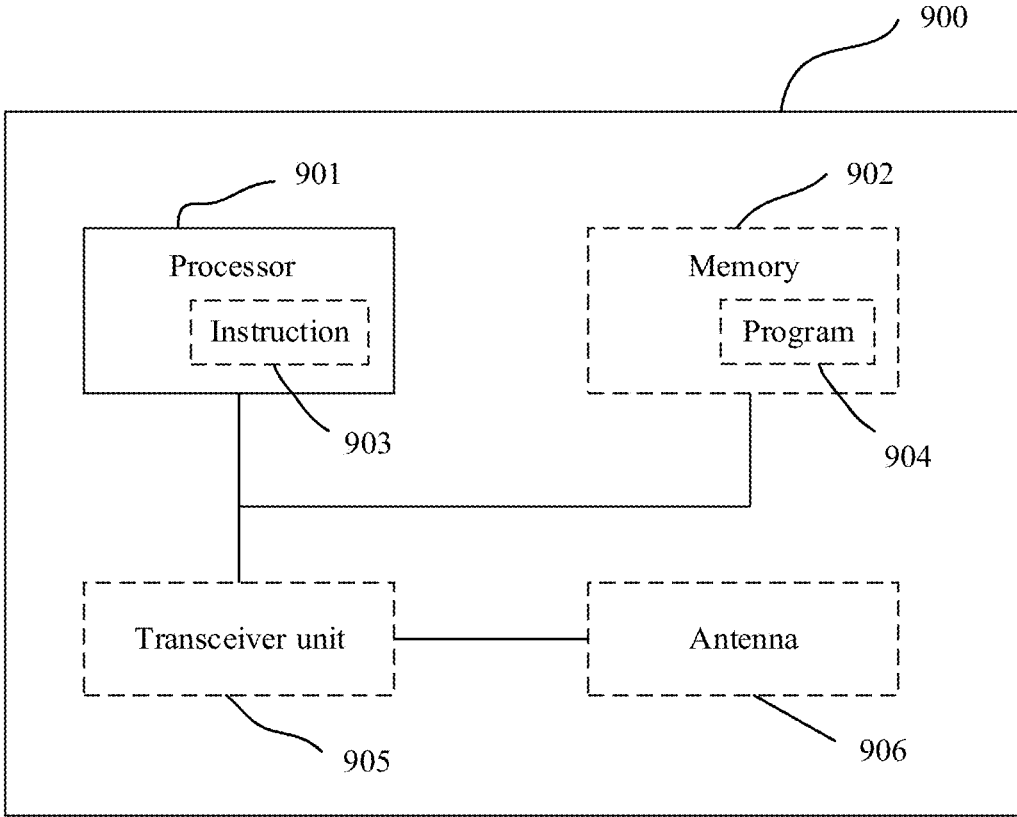 900
901
902
Processor
Memory
Instruction
Program
903
904
Transceiver unit
Antenna
905
906